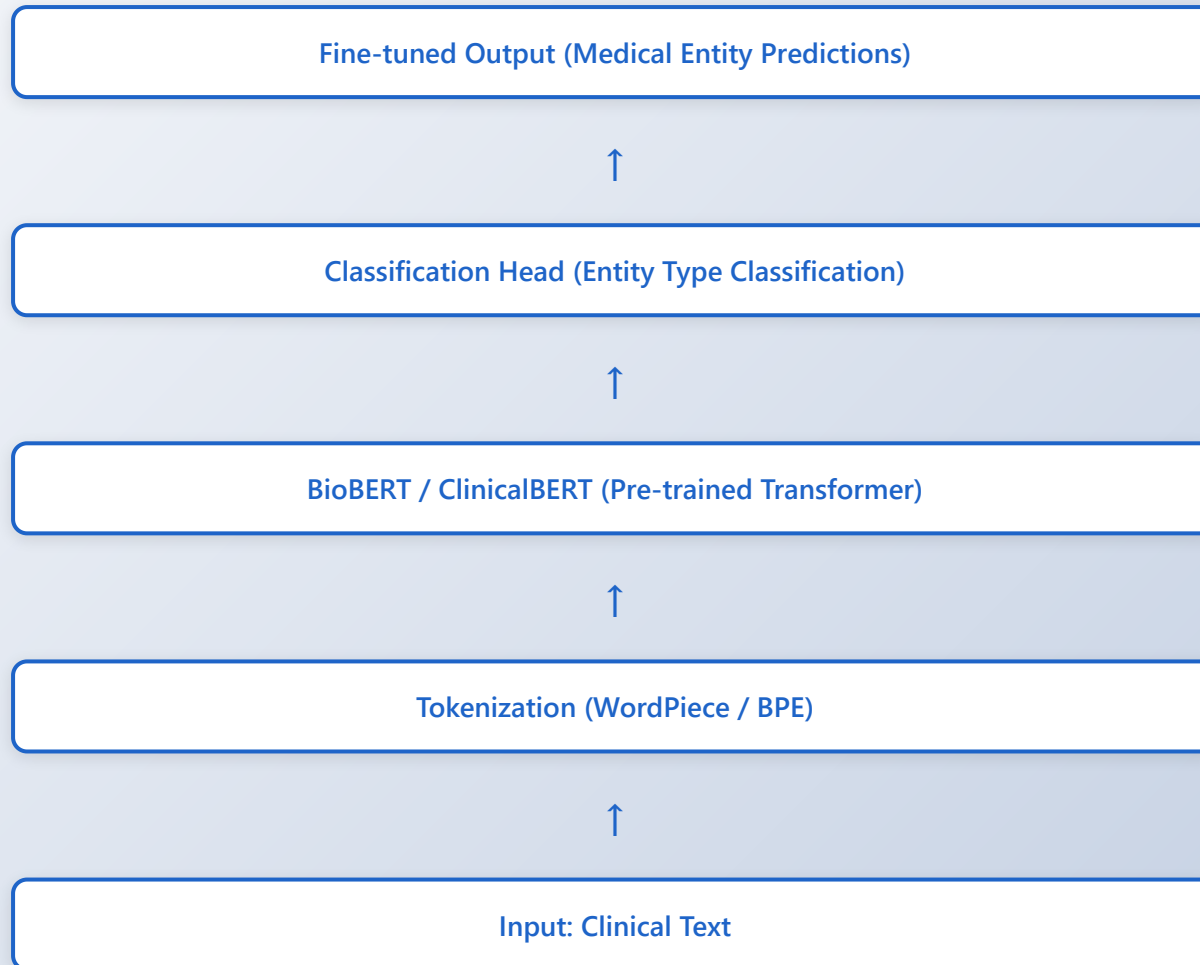 Fine-tuned Output (Medical Entity Predictions)
↑
Classification Head (Entity Type Classification)
↑
BioBERT / ClinicalBERT (Pre-trained Transformer)
↑
Tokenization (WordPiece / BPE)
↑
Input: Clinical Text